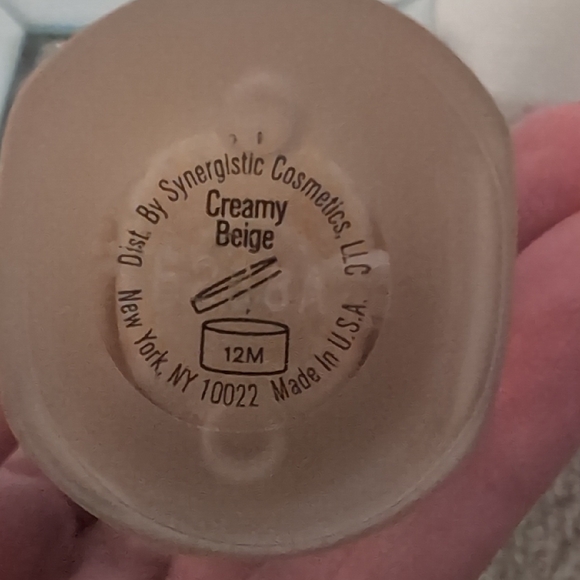 Dist. By Synergistic Cosmetics, LLC
Creamy
Beige
12M
New York, NY 10022 Made In U.S.A.